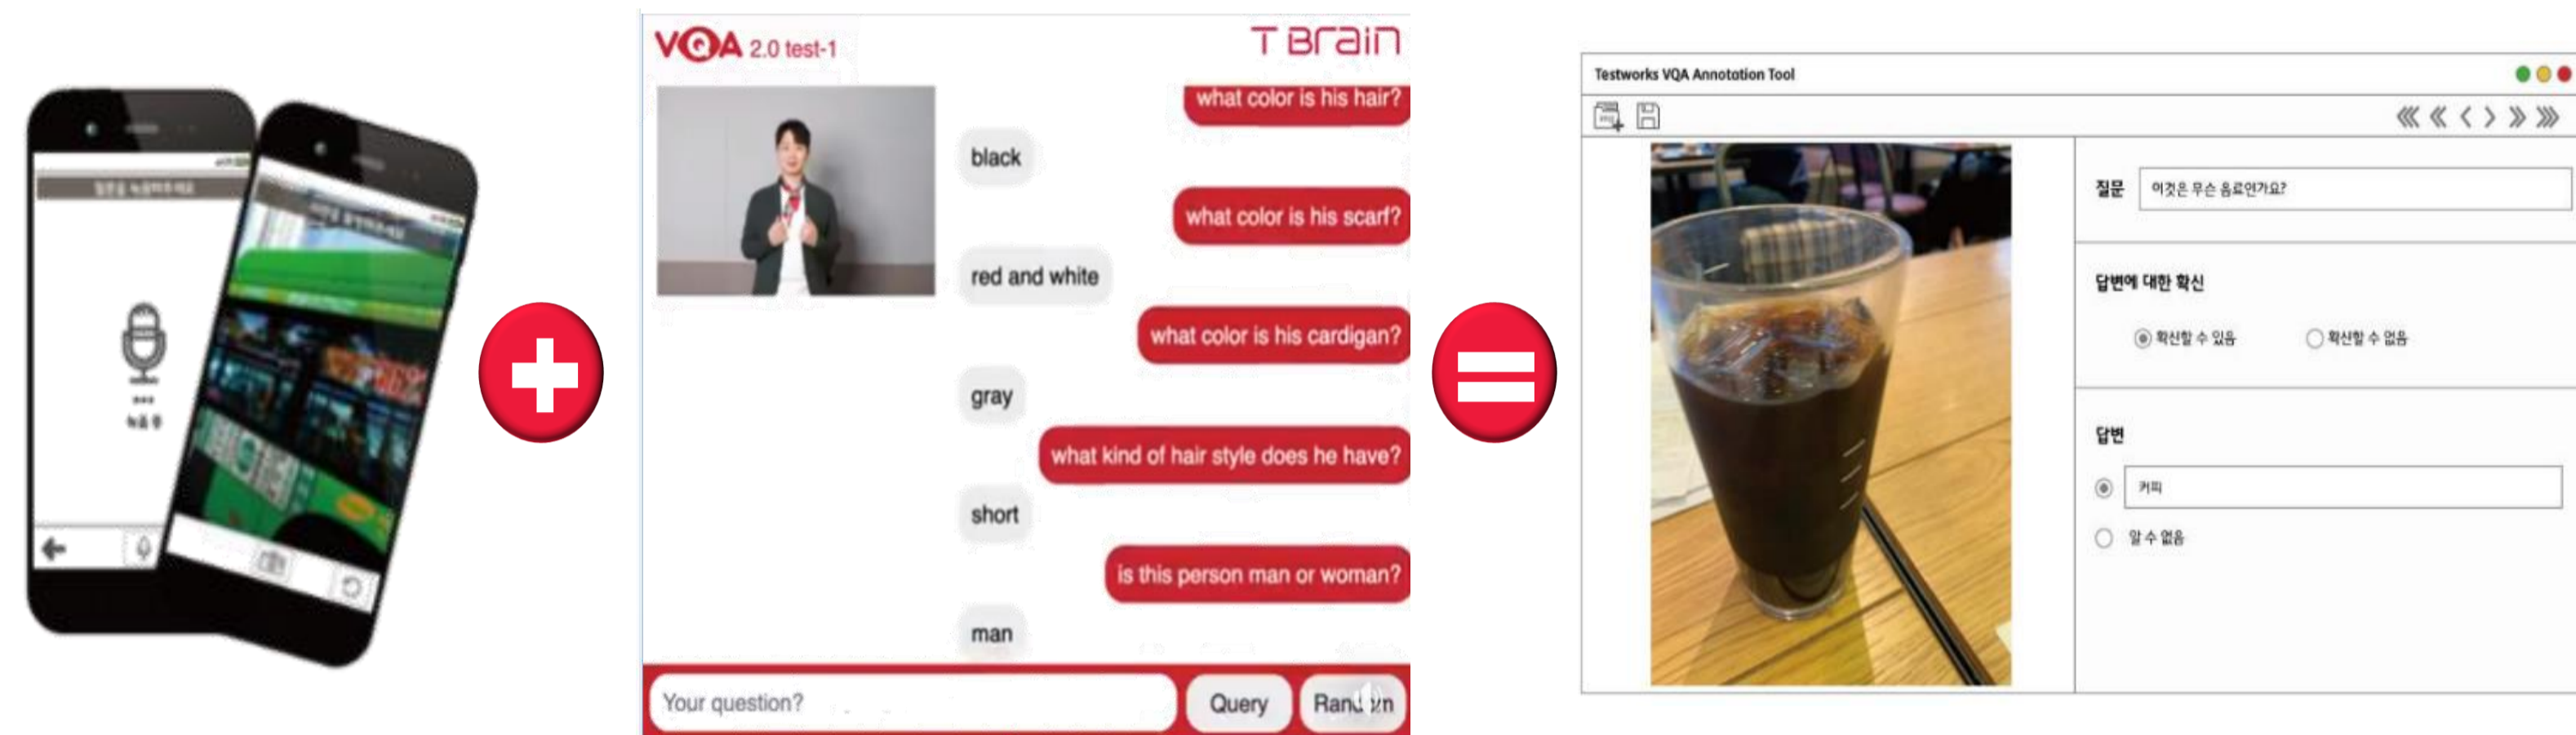 VQA 2.0 test-1
T Brain
what color is his hair?
black
what color is his scarf?
red and white
what color is his cardigan?
gray
what kind of hair style does he have?
short
is this person man or woman?
man
Your question?
Query
Random
Testworks VQA Annotation Tool
질문
이것은 무슨 음료인가요?
답변에 대한 확신
확신할 수 있음
확신할 수 없음
답변
커피
알 수 없음